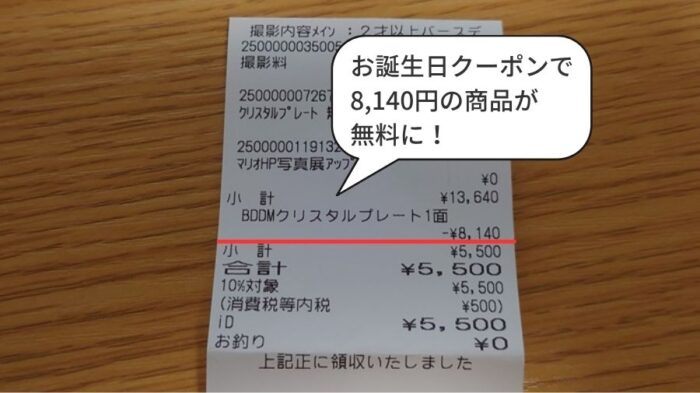 撮影内容ﾒｲﾝ :2才以上バースデ
2500000035005
撮影料
お誕生日クーポンで
8,140円の商品が
無料に！
250000007267
ｸﾘｽﾀﾙﾌﾟﾚｰﾄ
2500000119132
ﾏﾘｵHP写真展ｱｯﾌﾟ
¥0
小 計 ¥13,640
BDDMクリスタルプレート1面
-¥8,140
小 計 ¥5,500
合計 ¥5,500
10%対象 ¥5,500
(消費税等内税 ¥500)
iD ¥5,500
お釣り ¥0
上記正に領収いたしました